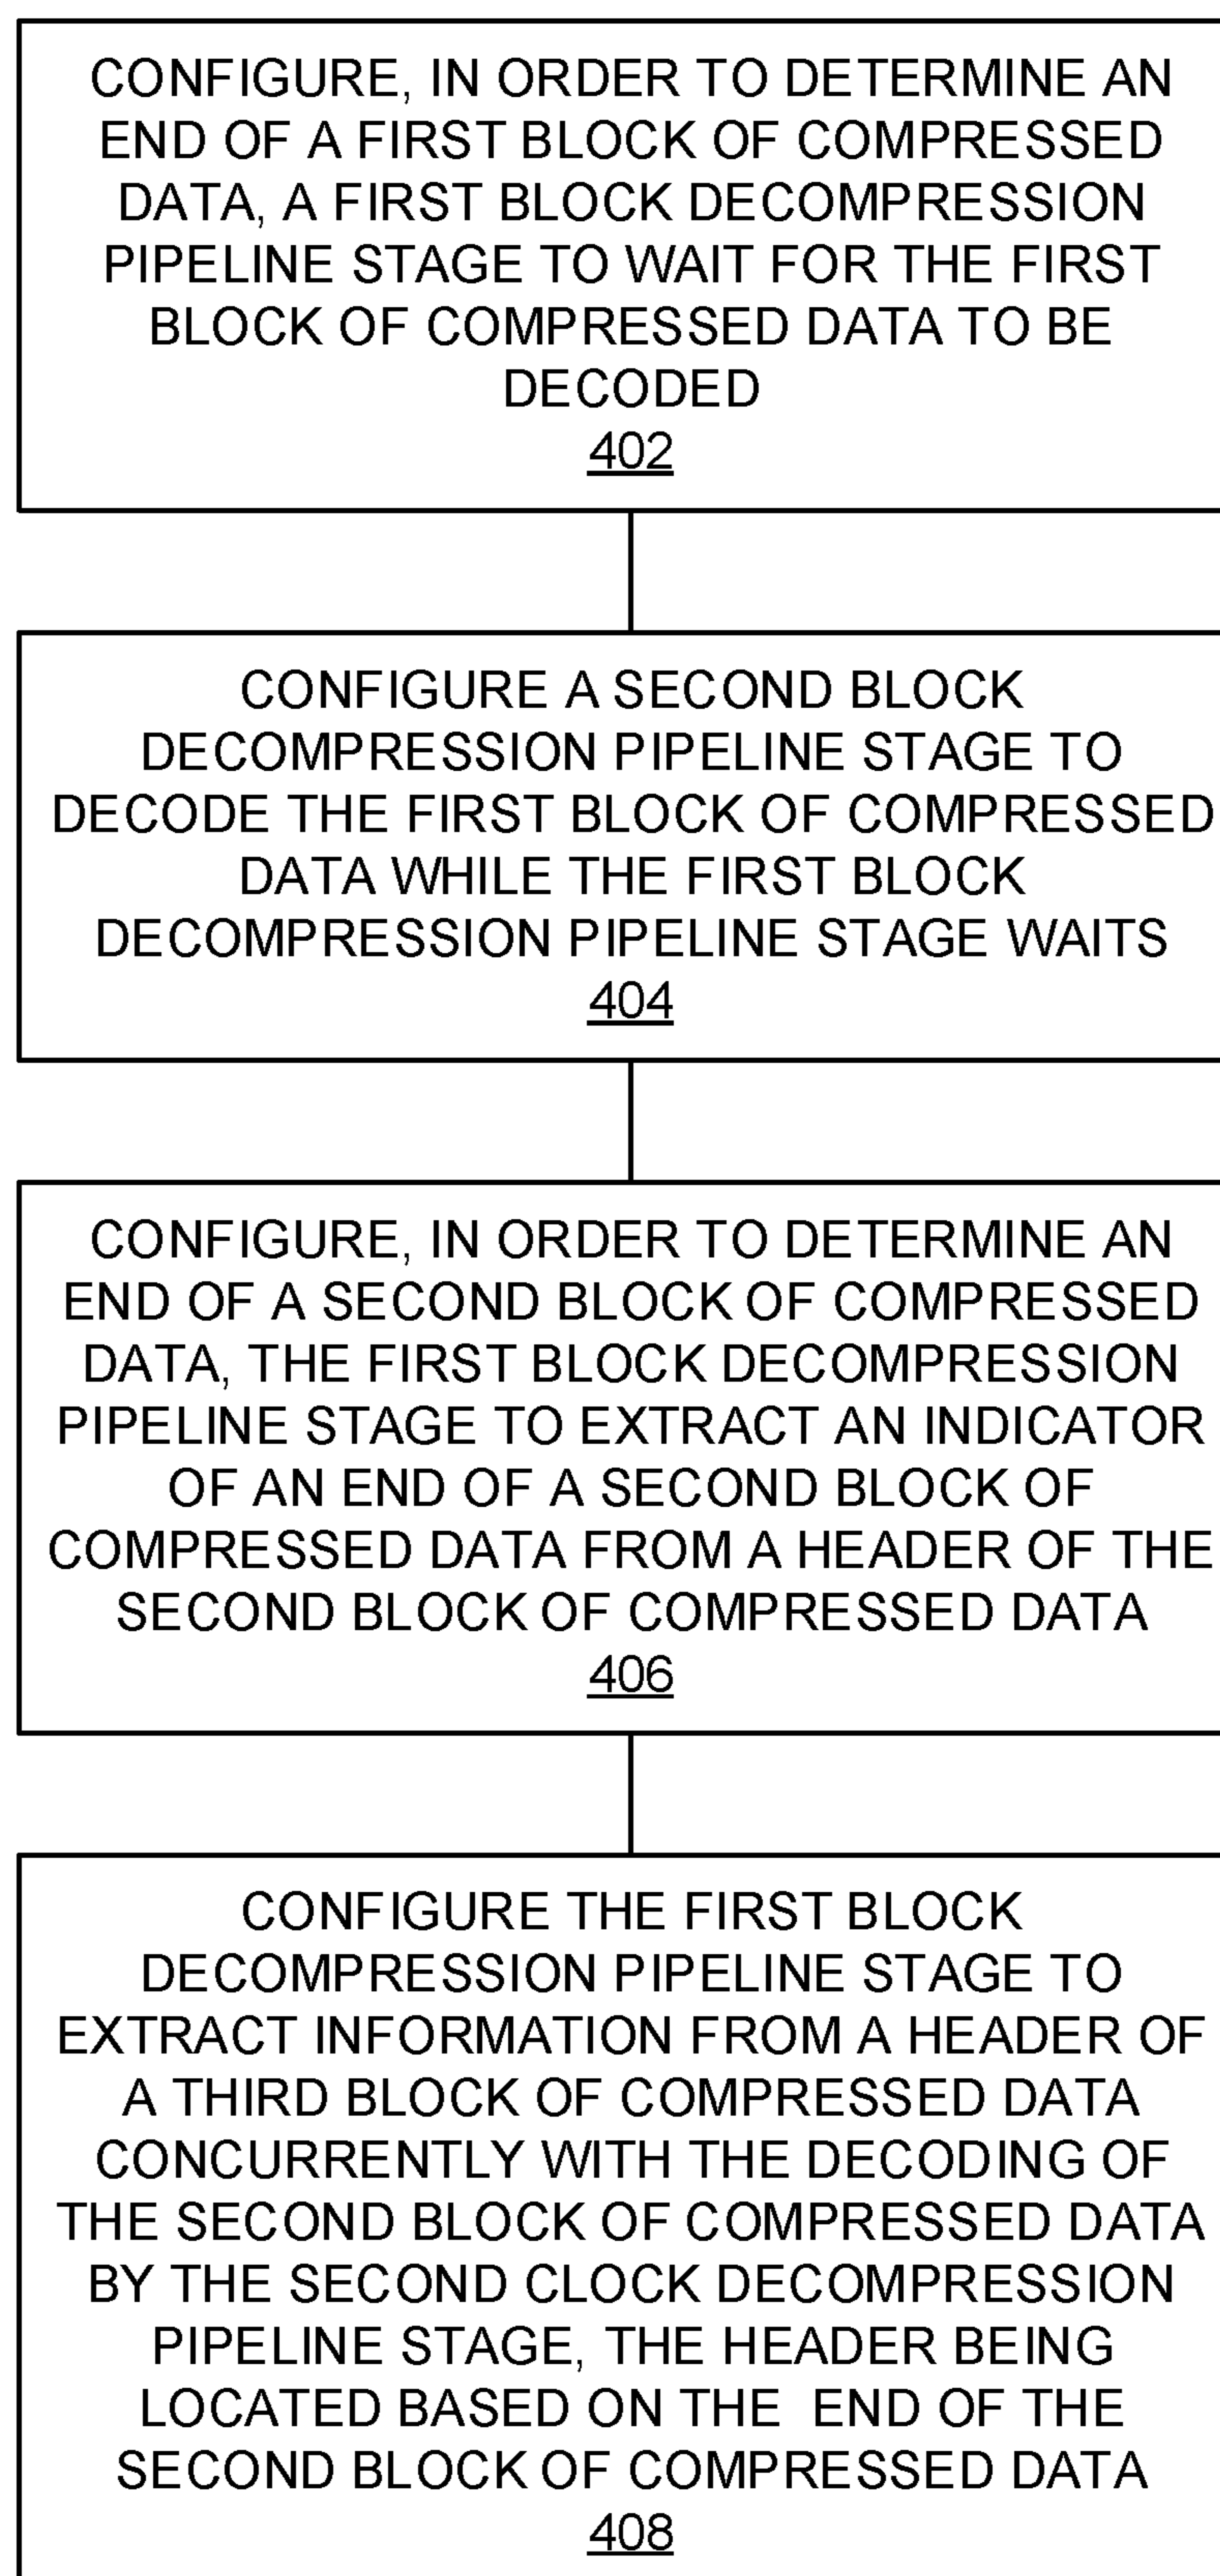 CONFIGURE, IN ORDER TO DETERMINE AN
END OF A FIRST BLOCK OF COMPRESSED
DATA, A FIRST BLOCK DECOMPRESSION
PIPELINE STAGE TO WAIT FOR THE FIRST
BLOCK OF COMPRESSED DATA TO BE
DECODED
402
CONFIGURE A SECOND BLOCK
DECOMPRESSION PIPELINE STAGE TO
DECODE THE FIRST BLOCK OF COMPRESSED
DATA WHILE THE FIRST BLOCK
DECOMPRESSION PIPELINE STAGE WAITS
404
CONFIGURE, IN ORDER TO DETERMINE AN
END OF A SECOND BLOCK OF COMPRESSED
DATA, THE FIRST BLOCK DECOMPRESSION
PIPELINE STAGE TO EXTRACT AN INDICATOR
OF AN END OF A SECOND BLOCK OF
COMPRESSED DATA FROM A HEADER OF THE
SECOND BLOCK OF COMPRESSED DATA
406
CONFIGURE THE FIRST BLOCK
DECOMPRESSION PIPELINE STAGE TO
EXTRACT INFORMATION FROM A HEADER OF
A THIRD BLOCK OF COMPRESSED DATA
CONCURRENTLY WITH THE DECODING OF
THE SECOND BLOCK OF COMPRESSED DATA
BY THE SECOND CLOCK DECOMPRESSION
PIPELINE STAGE, THE HEADER BEING
LOCATED BASED ON THE END OF THE
SECOND BLOCK OF COMPRESSED DATA
408